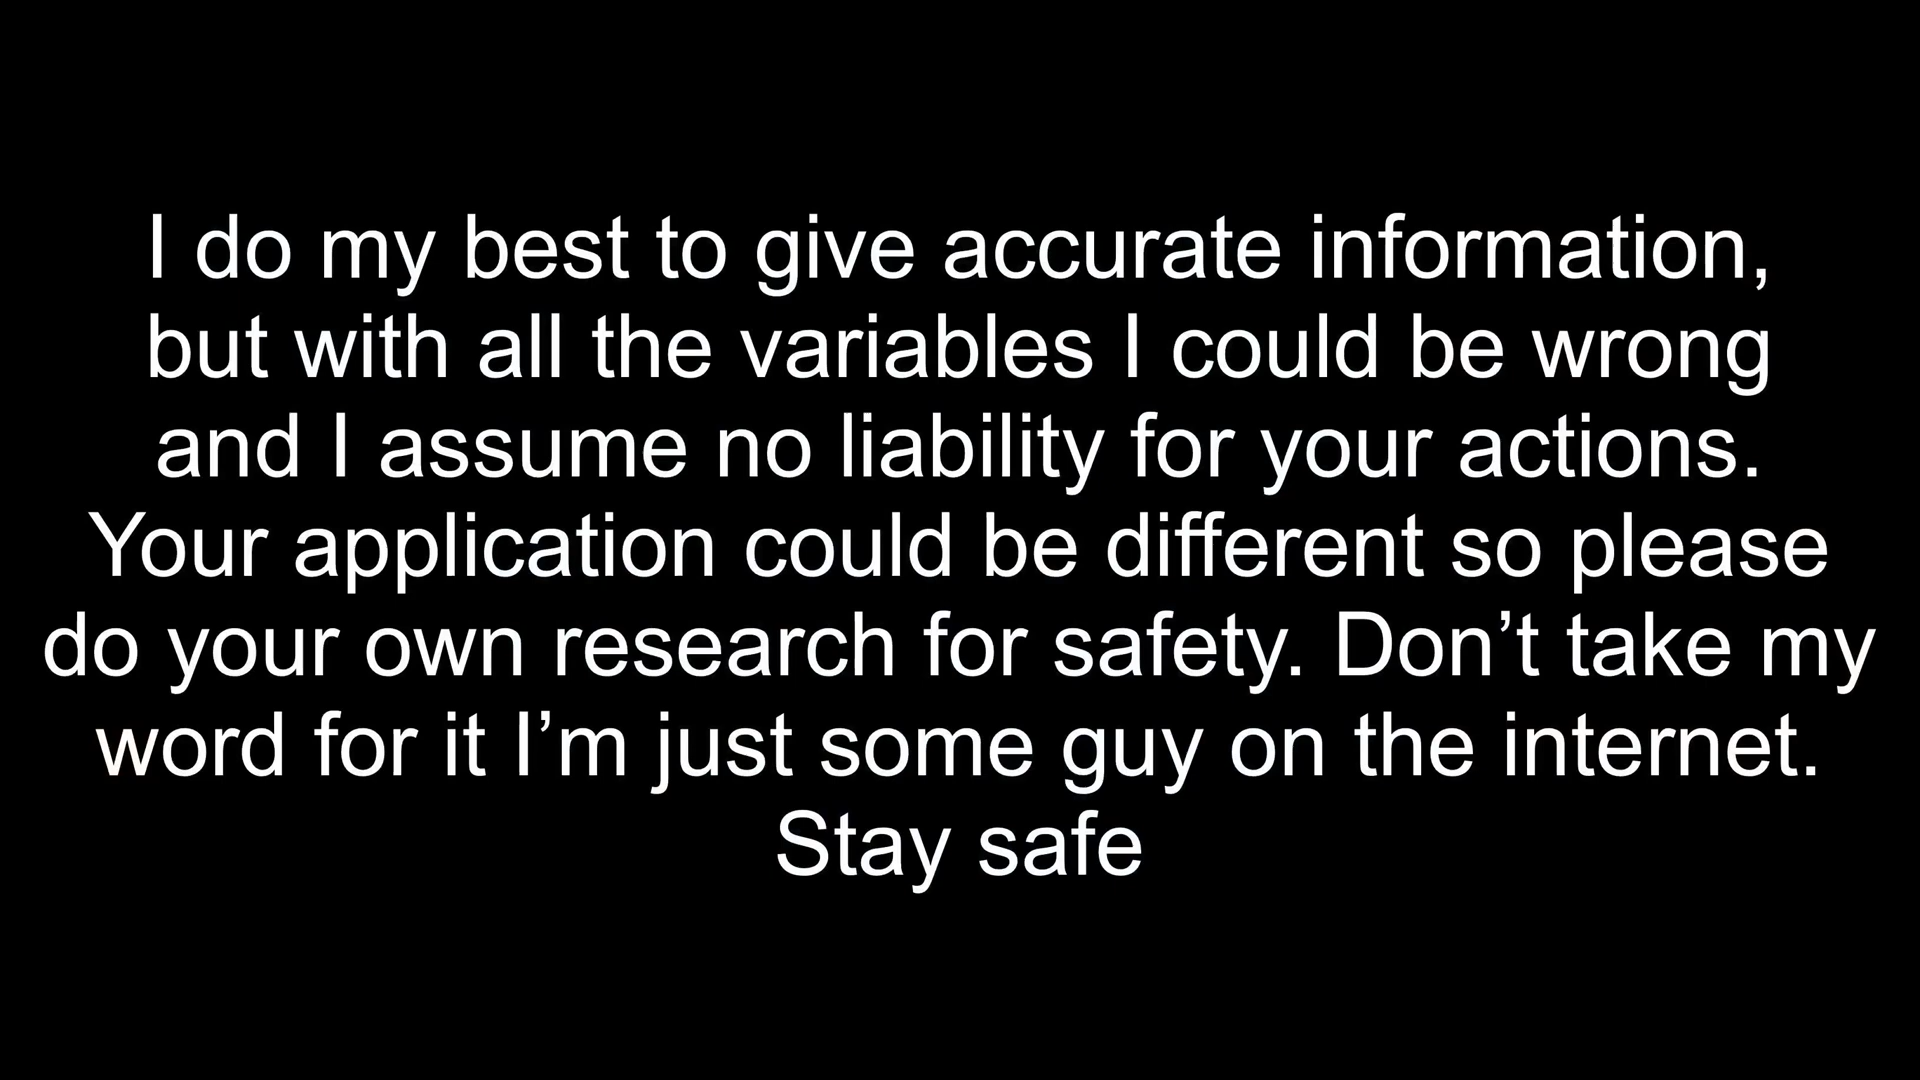 I do my best to give accurate information,
but with all the variables I could be wrong
and I assume no liability for your actions.
Your application could be different so please
do your own research for safety. Don’t take my
word for it I’m just some guy on the internet.
Stay safe